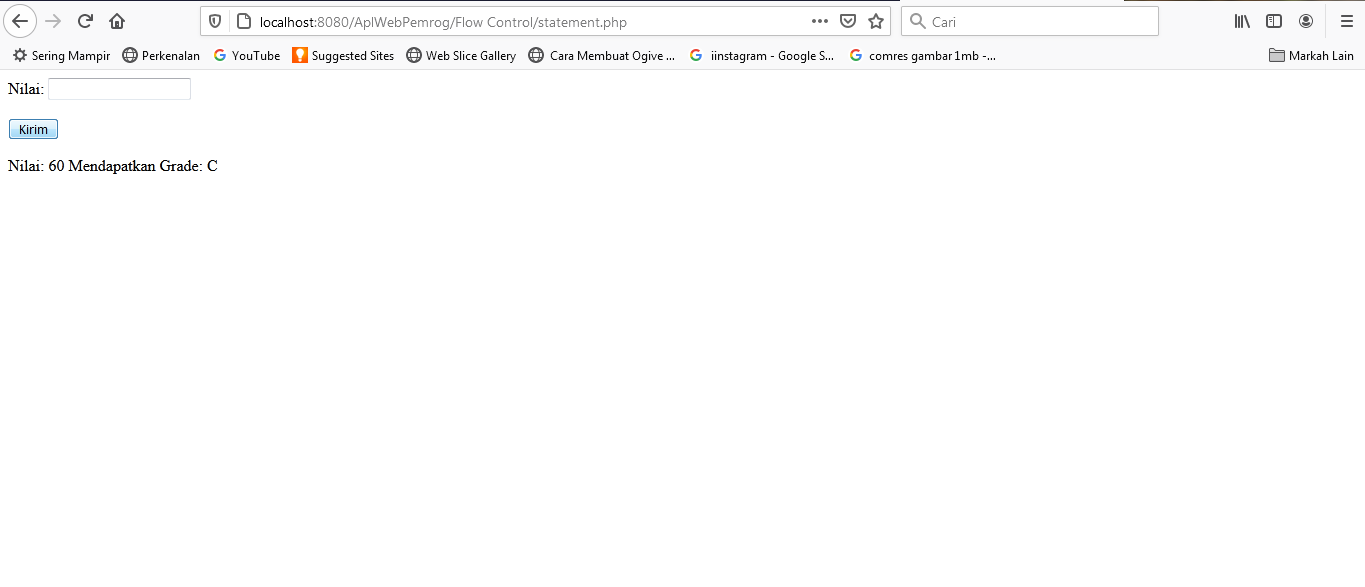 localhost:8080/AplWebPemrog/Flow Control/statement.php Cari
Sering Mampir Perkenalan YouTube Suggested Sites Web Slice Gallery Cara Membuat Ogive ... iinstagram - Google S... comres gambar 1mb -... Markah Lain
Nilai:
Kirim
Nilai: 60 Mendapatkan Grade: C